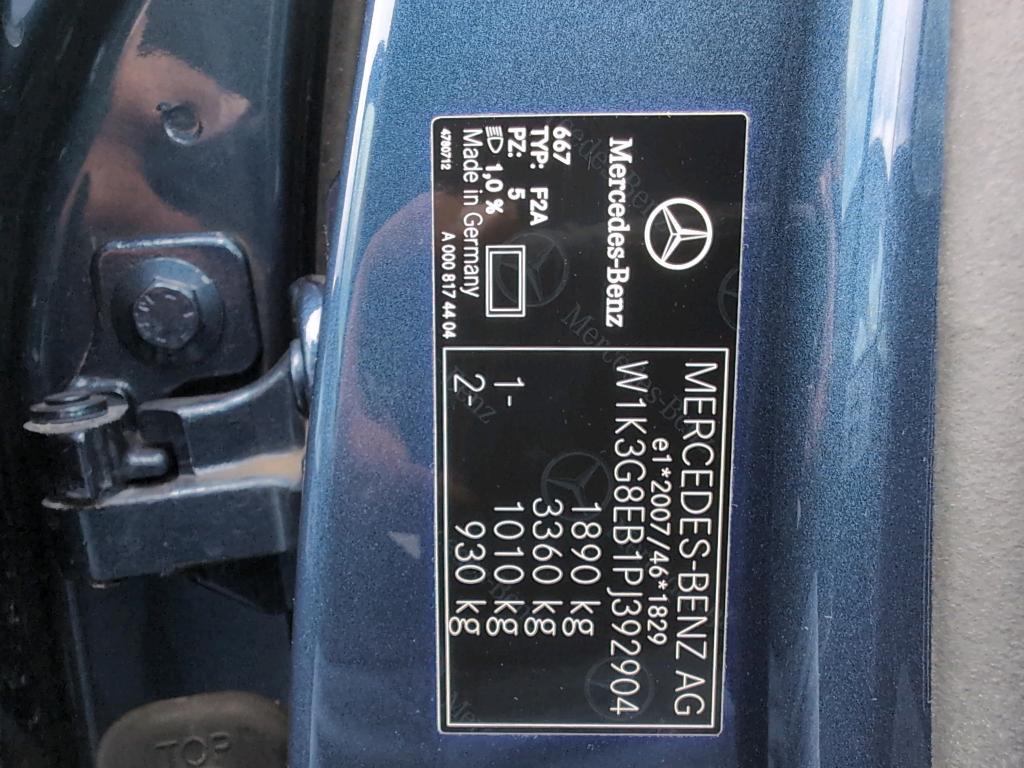 Mercedes-Benz
667
TYP: F2A
PZ: 5
1,0 %
Made in Germany
4780712 A 000 817 44 04
MERCEDES-BENZ AG
e1*2007/46*1829
W1K3G8EB1PJ392904
1890 kg
3360 kg
1- 1010 kg
2- 930 kg
TOP